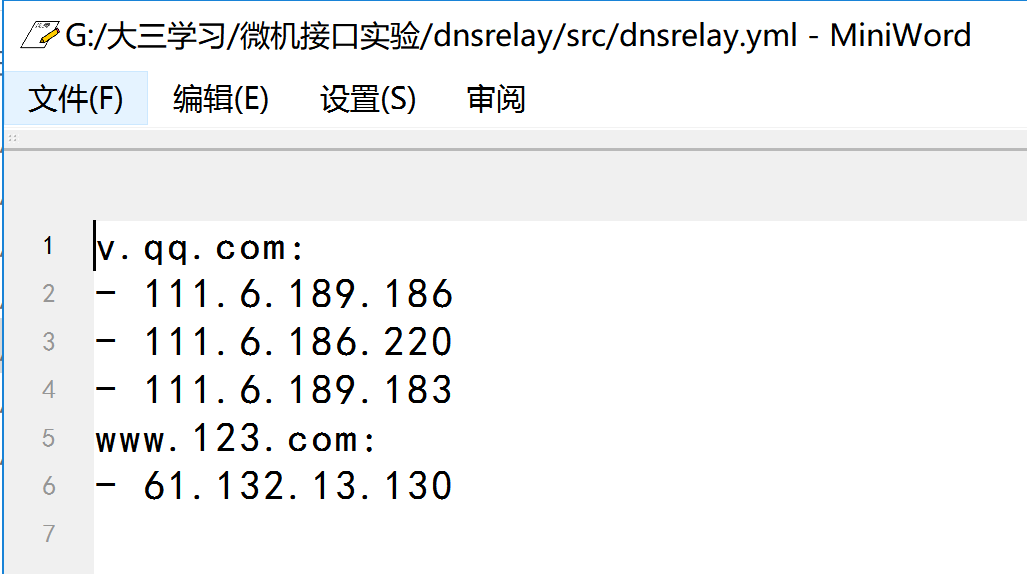 G:/大三学习/微机接口实验/dnsrelay/src/dnsrelay.yml - MiniWord
文件(F) 编辑(E) 设置(S) 审阅
1 v.qq.com:
2 - 111.6.189.186
3 - 111.6.186.220
4 - 111.6.189.183
5 www.123.com:
6 - 61.132.13.130
7